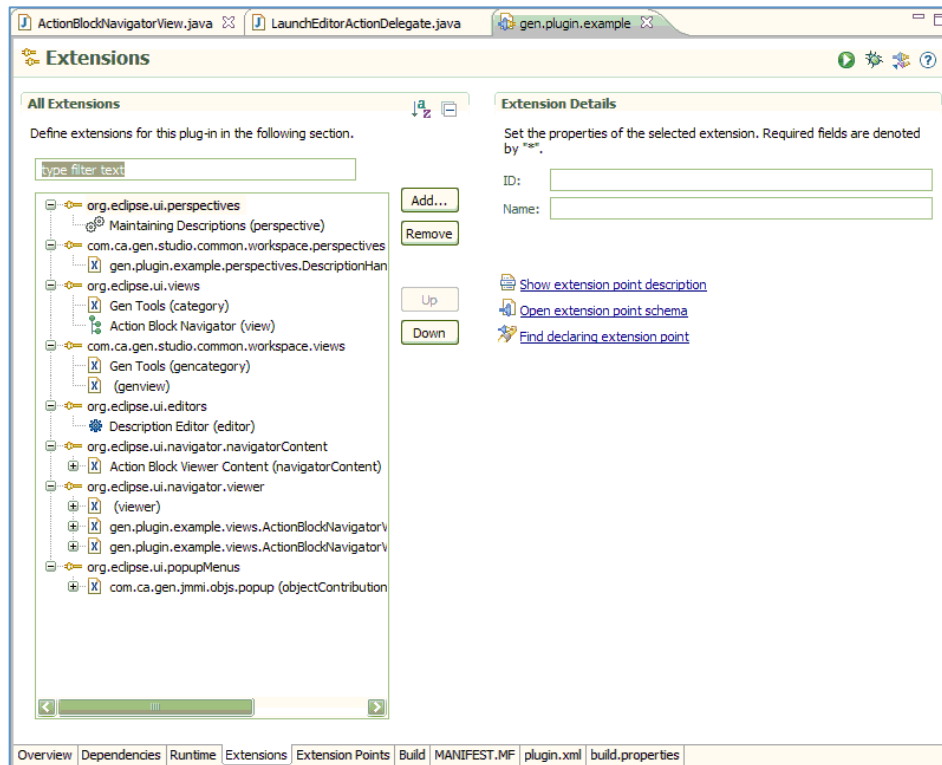 ActionBlockNavigatorView.java
LaunchEditorActionDelegate.java
gen.plugin.example
Extensions
All Extensions
Define extensions for this plug-in in the following section.
type filter text
org.eclipse.ui.perspectives
Maintaining Descriptions (perspective)
com.ca.gen.studio.common.workspace.perspectives
gen.plugin.example.perspectives.DescriptionHan
org.eclipse.ui.views
Gen Tools (category)
Action Block Navigator (view)
com.ca.gen.studio.common.workspace.views
Gen Tools (gencategory)
(genview)
org.eclipse.ui.editors
Description Editor (editor)
org.eclipse.ui.navigator.navigatorContent
Action Block Viewer Content (navigatorContent)
org.eclipse.ui.navigator.viewer
(viewer)
gen.plugin.example.views.ActionBlockNavigatorV
gen.plugin.example.views.ActionBlockNavigatorV
org.eclipse.ui.popupMenus
com.ca.gen.jmmi.objs.popup (objectContribution
Add...
Remove
Up
Down
Extension Details
Set the properties of the selected extension. Required fields are denoted
by "*".
ID:
Name:
Show extension point description
Open extension point schema
Find declaring extension point
Overview Dependencies Runtime Extensions Extension Points Build MANIFEST.MF plugin.xml build.properties